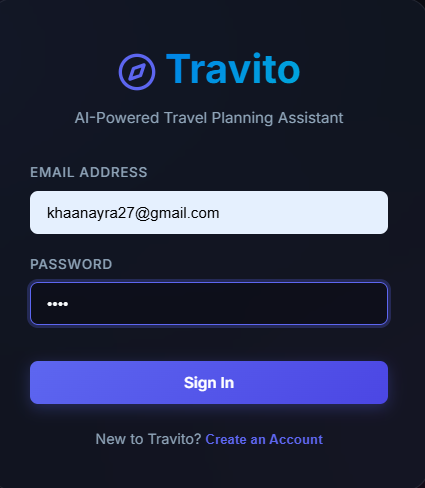 Travito
AI-Powered Travel Planning Assistant
EMAIL ADDRESS
khaanayra27@gmail.com
PASSWORD
••••
Sign In
New to Travito? Create an Account